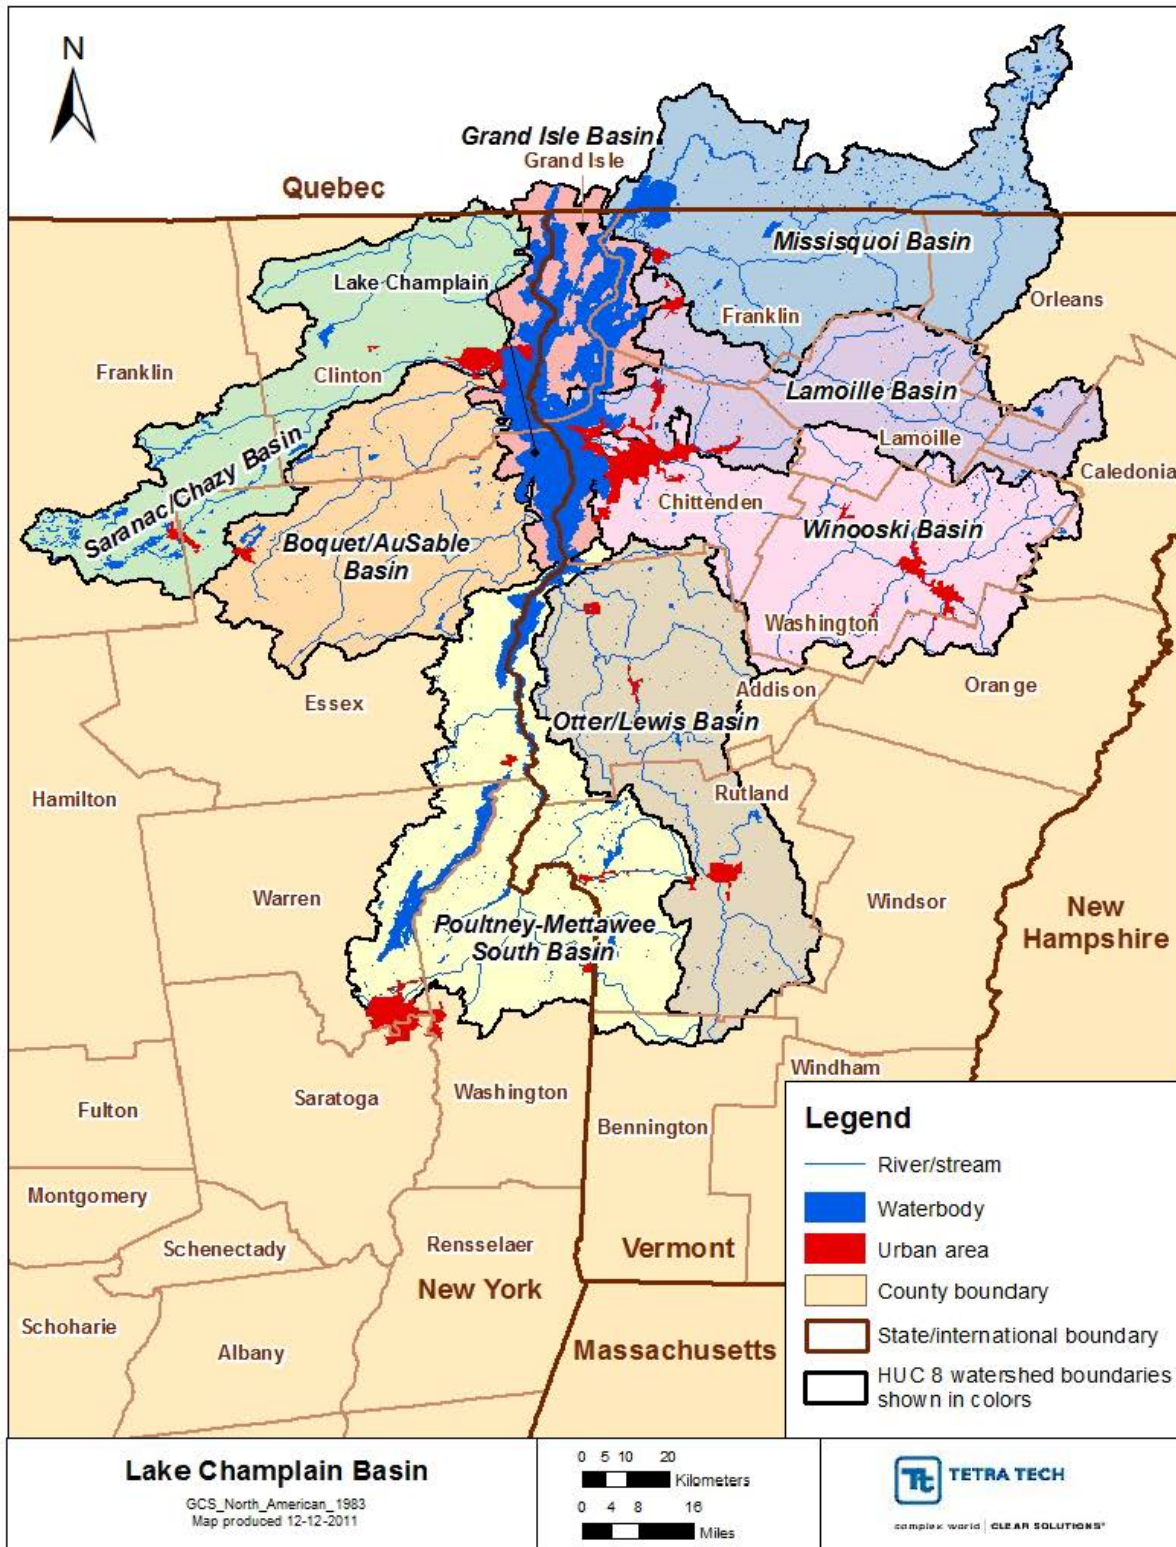 N
Grand Isle Basin
Grand Isle
Quebec
Missisquoi Basin
Lake Champlain
Orleans
Franklin
Franklin
Clinton
Lamoille Basin
Lamoille
Saranac/Chazy Basin
Caledonia
Chittenden
Winooski Basin
Boquet/AuSable
Basin
Washington
Essex
Addison
Orange
Otter/Lewis Basin
Hamilton
Rutland
Warren
Windsor
New
Hampshire
Poultney-Mettawee
South Basin
Windham
Saratoga
Washington
Fulton
Bennington
Montgomery
Schenectady
Rensselaer
Vermont
New York
Schoharie
Albany
Massachusetts
Legend
River/stream
Waterbody
Urban area
County boundary
State/international boundary
HUC 8 watershed boundaries
shown in colors
Lake Champlain Basin
GCS_North_American_1983
Map produced 12-12-2011
0 5 10 20
Kilometers
0 4 8 16
Miles
Tt TETRA TECH
complex world | CLEAR SOLUTIONS®